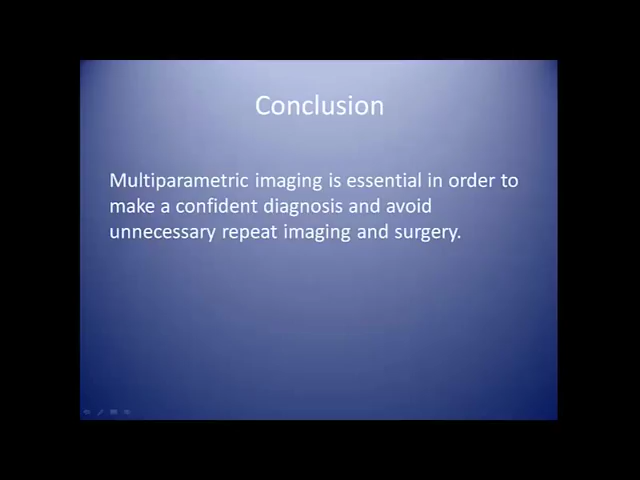 Conclusion
Multiparametric imaging is essential in order to
make a confident diagnosis and avoid
unnecessary repeat imaging and surgery.